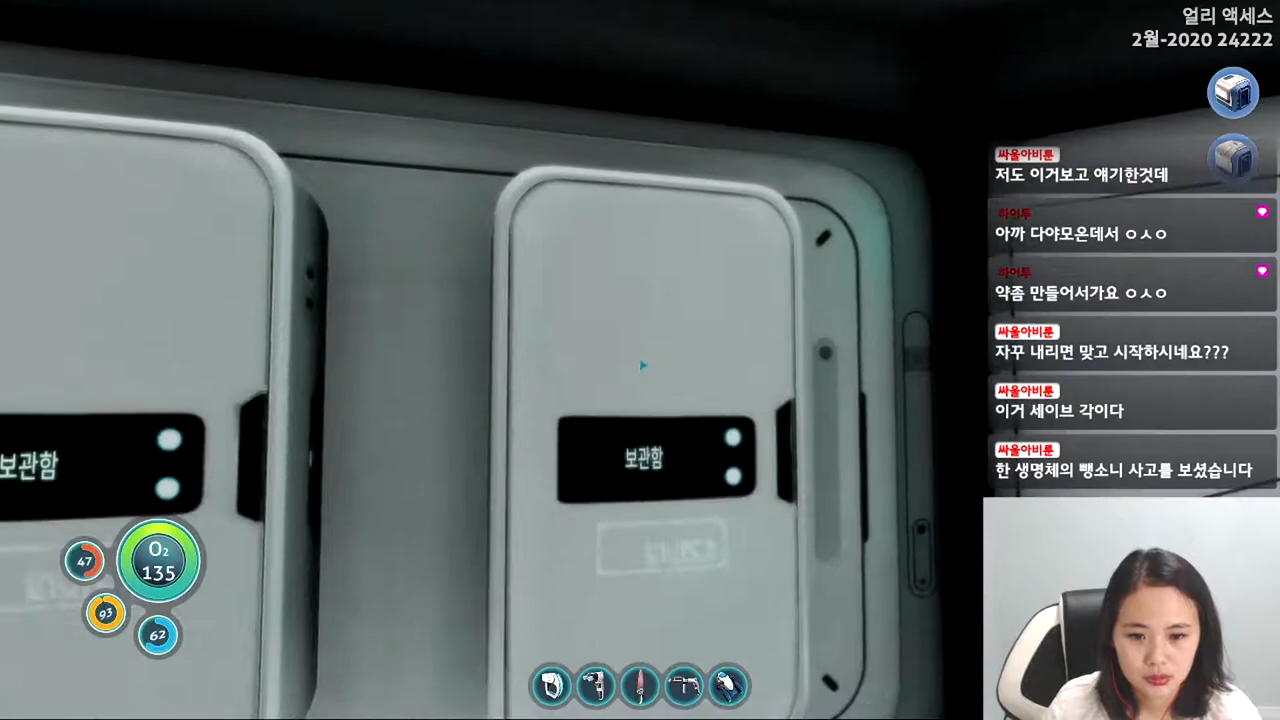 얼리 액세스
2월-2020 24222
싸울아비룬
저도 이거보고 얘기한것데
하이투
아까 다야모은데서 ㅇㅅㅇ
하이투
약좀 만들어서가요 ㅇㅅㅇ
싸울아비룬
자꾸 내리면 맞고 시작하시네요???
싸울아비룬
이거 세이브 각이다
싸울아비룬
한 생명체의 뺑소니 사고를 보셨습니다
보관함
보관함
47
O₂
135
93
62